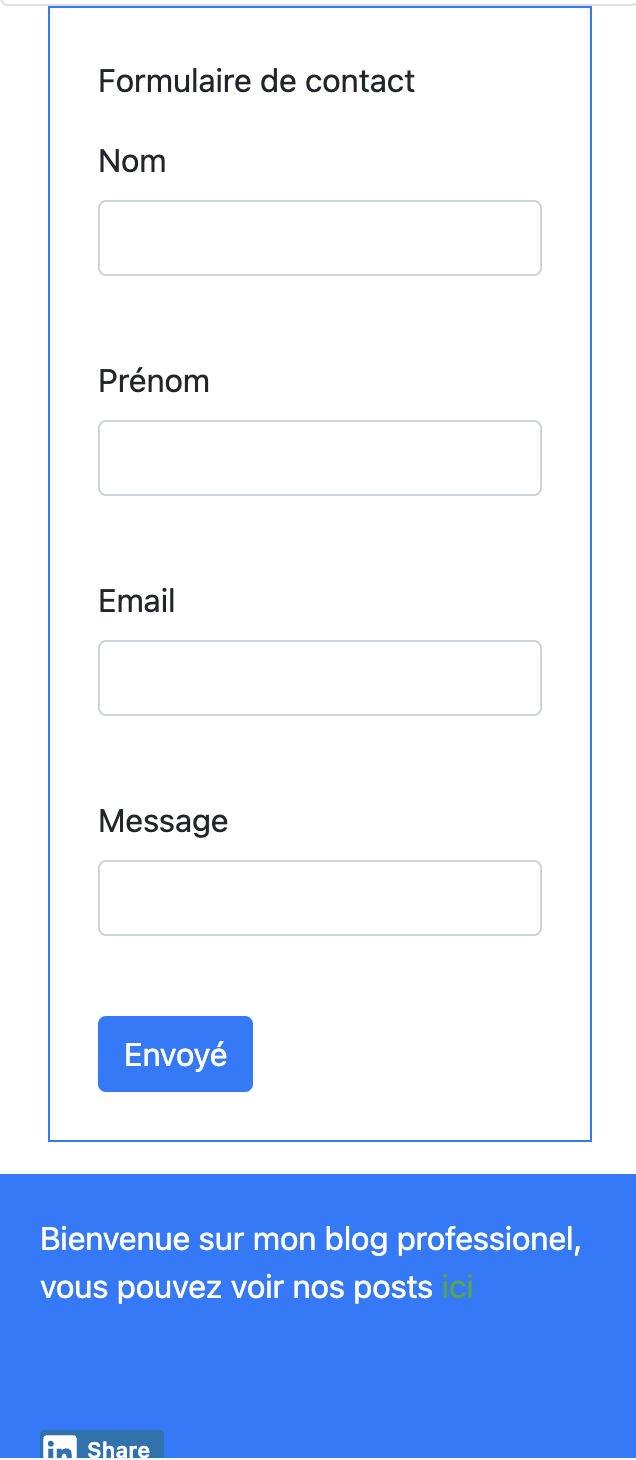 Formulaire de contact
Nom
Prénom
Email
Message
Envoyé
Bienvenue sur mon blog professionel,
vous pouvez voir nos posts ici
in Share